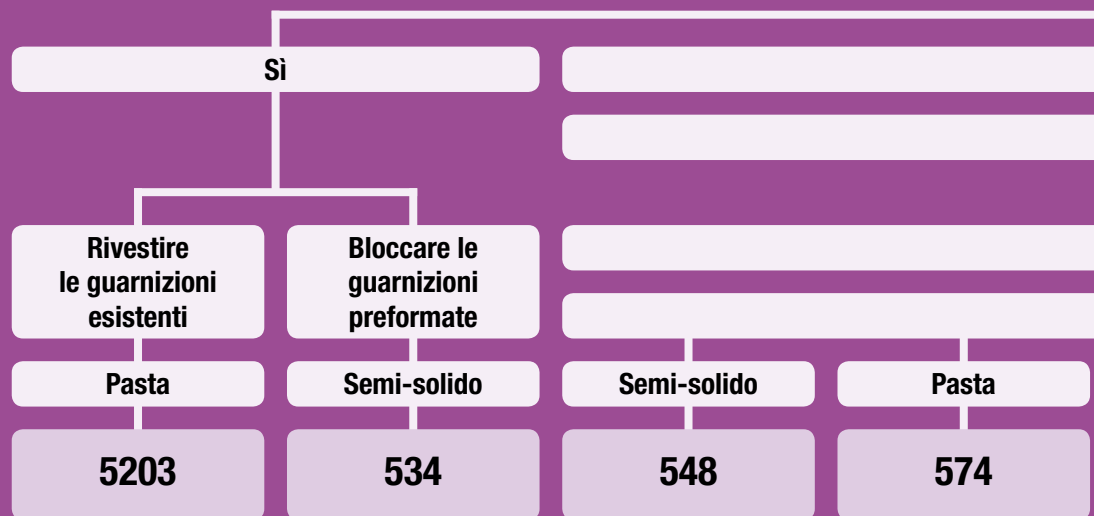 Sì
Rivestire
le guarnizioni
esistenti
Bloccare le
guarnizioni
preformate
Pasta
Semi-solido
Semi-solido
Pasta
5203
534
548
574